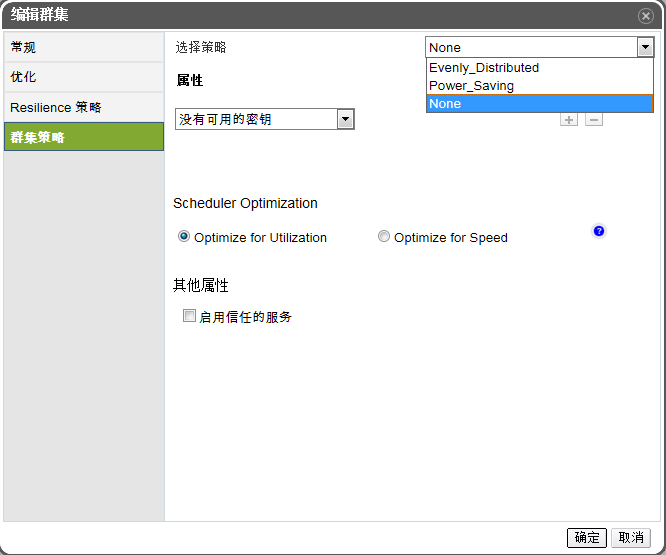 编辑群集
常规
优化
Resilience 策略
群集策略
选择策略
None
Evenly_Distributed
Power_Saving
None
属性
没有可用的密钥
Scheduler Optimization
Optimize for Utilization
Optimize for Speed
?
其他属性
启用信任的服务
确定
取消